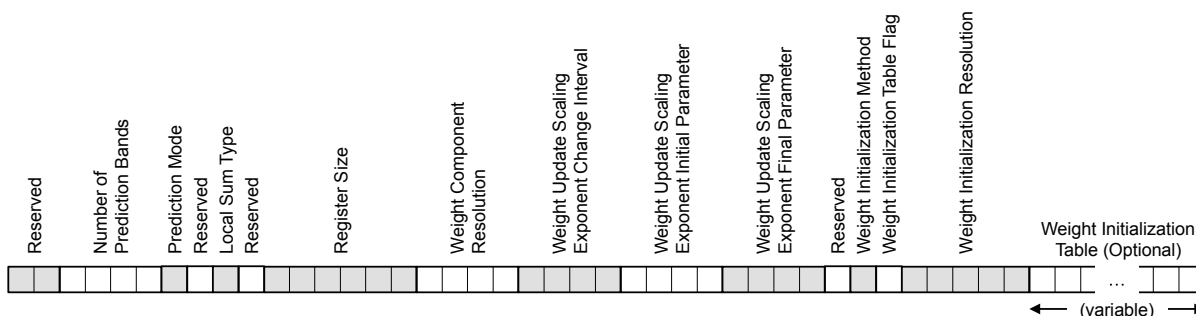 Reserved
Number of
Prediction Bands
Prediction Mode
Reserved
Local Sum Type
Reserved
Register Size
Weight Component
Resolution
Weight Update Scaling
Exponent Change Interval
Weight Update Scaling
Exponent Initial Parameter
Weight Update Scaling
Exponent Final Parameter
Reserved
Weight Initialization Method
Weight Initialization Table Flag
Weight Initialization Resolution
Weight Initialization
Table (Optional)
...
(variable)